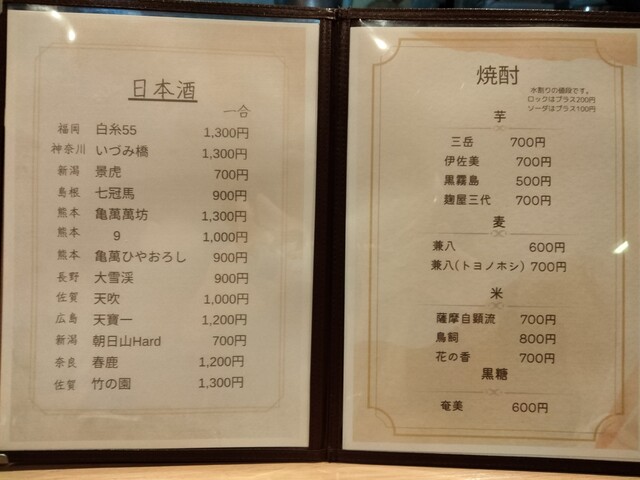 日本酒
一合
福岡 白糸55 1,300円
神奈川 いづみ橋 1,300円
新潟 景虎 700円
島根 七冠馬 900円
熊本 亀萬萬坊 1,300円
熊本 9 1,000円
熊本 亀萬ひやおろし 900円
長野 大雪渓 900円
佐賀 天吹 1,000円
広島 天寶一 1,200円
新潟 朝日山Hard 700円
奈良 春鹿 1,200円
佐賀 竹の園 1,300円
焼酎
水割りの値段です。
ロックはプラス200円
ソーダはプラス100円
芋
三岳 700円
伊佐美 700円
黒霧島 500円
麹屋三代 700円
麦
兼八 600円
兼八(トヨノホシ) 700円
米
薩摩自顕流 700円
鳥飼 800円
花の香 700円
黒糖
奄美 600円